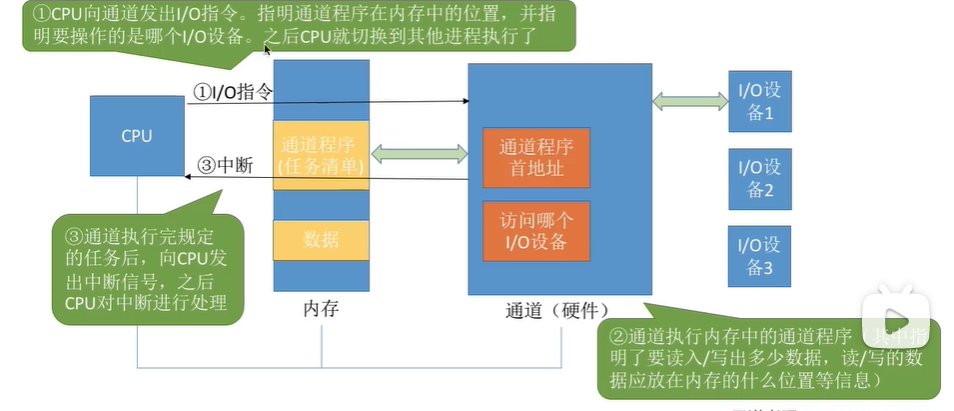 ①CPU向通道发出I/O指令。指明通道程序在内存中的位置，并指
明要操作的是哪个I/O设备。之后CPU就切换到其他进程执行了
①I/O指令
CPU
通道程序
(任务清单)
③中断
数据
内存
通道程序
首地址
访问哪个
I/O设备
通道（硬件）
I/O设
备1
I/O设
备2
I/O设
备3
③通道执行完规定
的任务后，向CPU发
出中断信号，之后
CPU对中断进行处理
②通道执行内存中的通道程序（其中指
明了要读入/写出多少数据，读/写的数
据应放在内存的什么位置等信息）